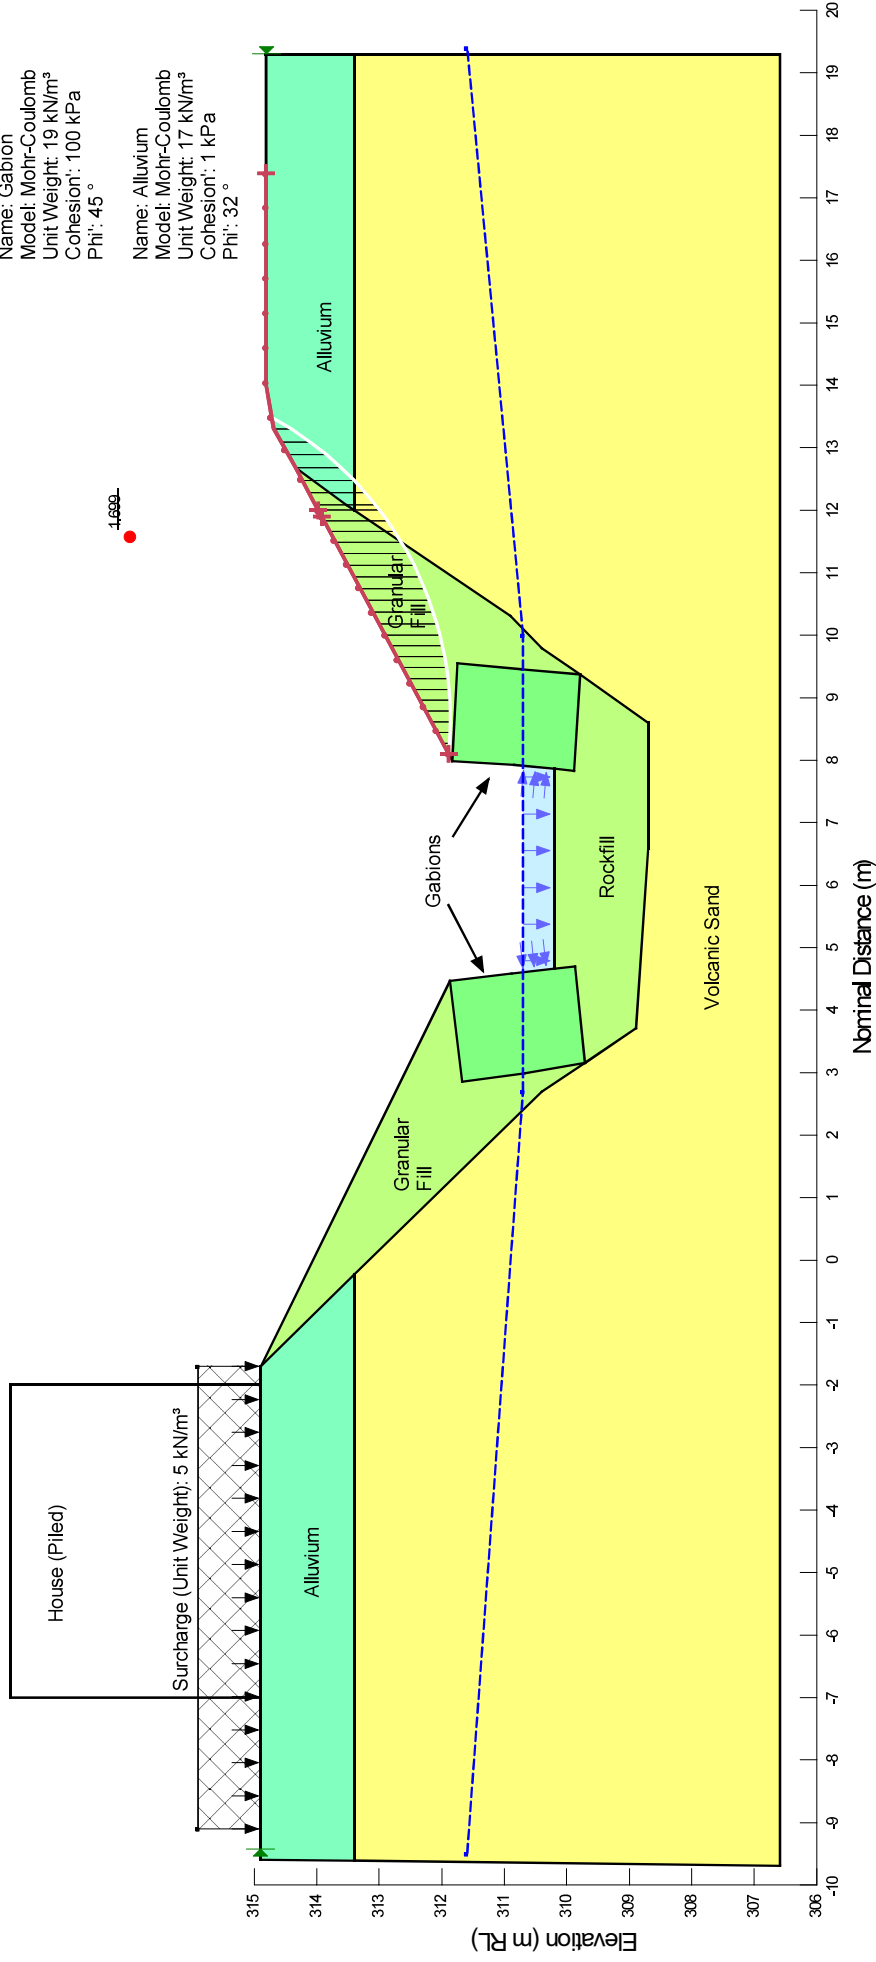 Name: Gabion
Model: Mohr-Coulomb
Unit Weight: 19 kN/m³
Cohesion': 100 kPa
Phi': 45 °
Name: Alluvium
Model: Mohr-Coulomb
Unit Weight: 17 kN/m³
Cohesion': 1 kPa
Phi': 32 °
1.699
House (Piled)
Surcharge (Unit Weight): 5 kN/m³
Alluvium
Alluvium
Granular
Fill
Granular
Fill
Gabions
Rockfill
Volcanic Sand
Elevation (m RL)
315
314
313
312
311
310
309
308
307
306
-10
-9
-8
-7
-6
-5
-4
-3
-2
-1
0
1
2
3
4
5
6
7
8
9
10
11
12
13
14
15
16
17
18
19
20
Nominal Distance (m)